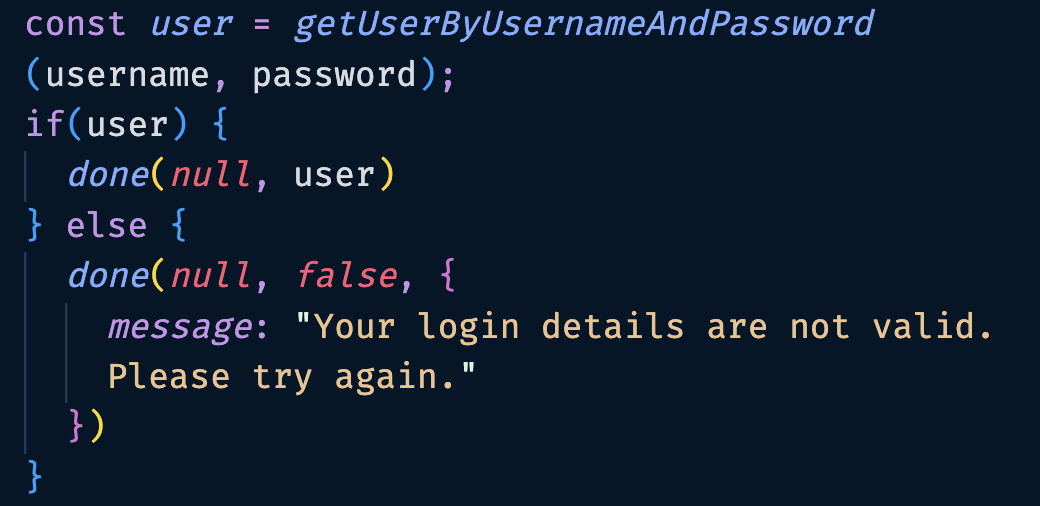 const user = getUserByUsernameAndPassword
(username, password);
if(user) {
  done(null, user)
} else {
  done(null, false, {
    message: "Your login details are not valid.
    Please try again."
  })
}